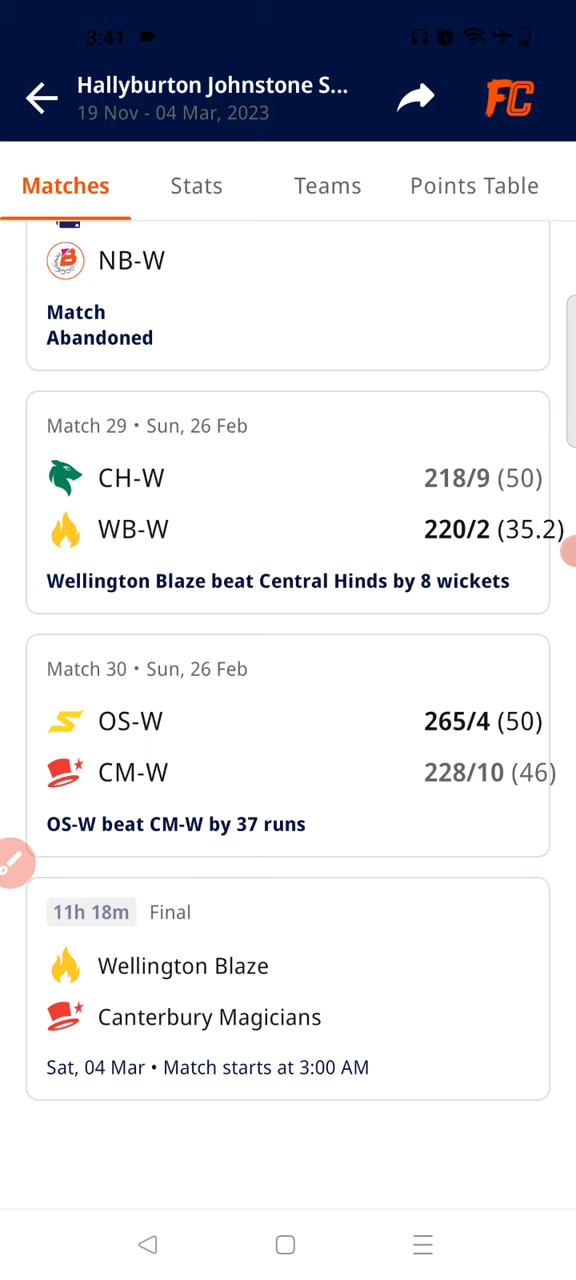 3:41
Hallyburton Johnstone S...
19 Nov - 04 Mar, 2023
FC
Matches Stats Teams Points Table
NB-W
Match
Abandoned
Match 29 • Sun, 26 Feb
CH-W 218/9 (50)
WB-W 220/2 (35.2)
Wellington Blaze beat Central Hinds by 8 wickets
Match 30 • Sun, 26 Feb
OS-W 265/4 (50)
CM-W 228/10 (46)
OS-W beat CM-W by 37 runs
11h 18m Final
Wellington Blaze
Canterbury Magicians
Sat, 04 Mar • Match starts at 3:00 AM